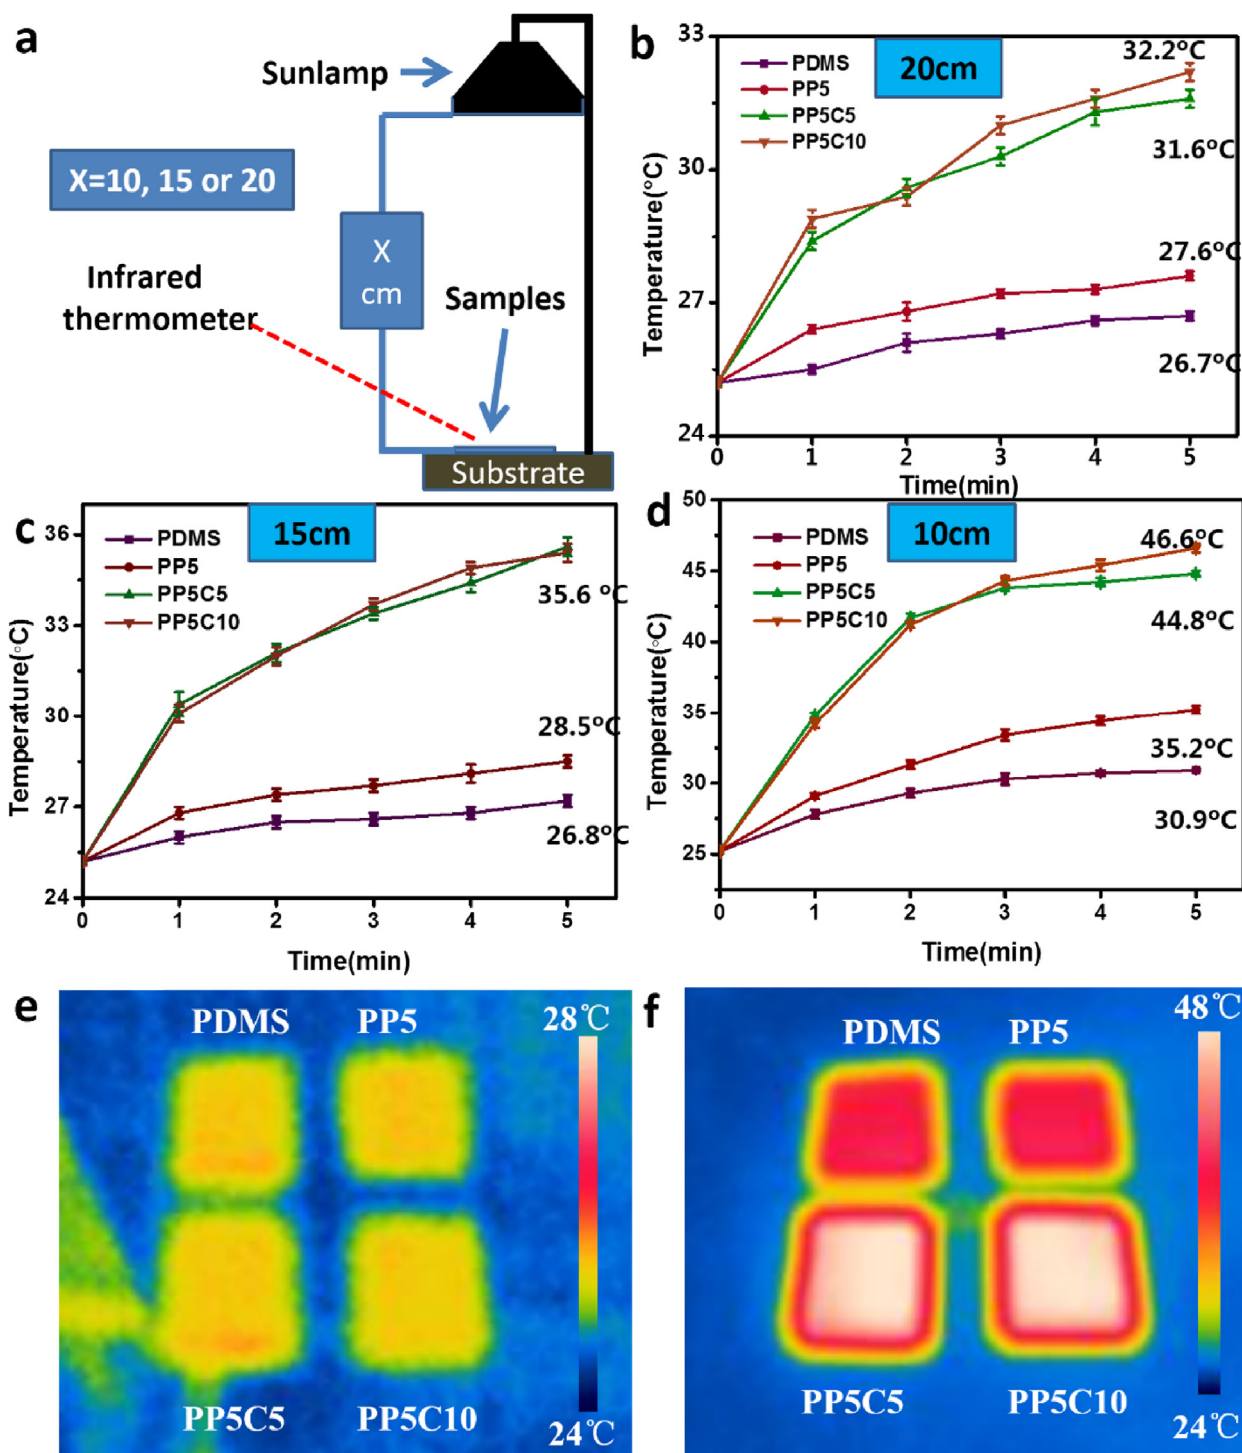 a
Sunlamp
X=10, 15 or 20
X
cm
Infrared
thermometer
Samples
Substrate
b
20cm
PDMS
PP5
PP5C5
PP5C10
33
30
27
24
Temperature(°C)
32.2°C
31.6°C
27.6°C
26.7°C
0 1 2 3 4 5
Time(min)
c
15cm
PDMS
PP5
PP5C5
PP5C10
36
33
30
27
24
Temperature(°C)
35.6 °C
28.5°C
26.8°C
0 1 2 3 4 5
Time(min)
d
10cm
PDMS
PP5
PP5C5
PP5C10
50
45
40
35
30
25
Temperature(°C)
46.6°C
44.8°C
35.2°C
30.9°C
0 1 2 3 4 5
Time(min)
e
PDMS PP5
28℃
PP5C5 PP5C10
24℃
f
PDMS PP5
48℃
PP5C5 PP5C10
24℃